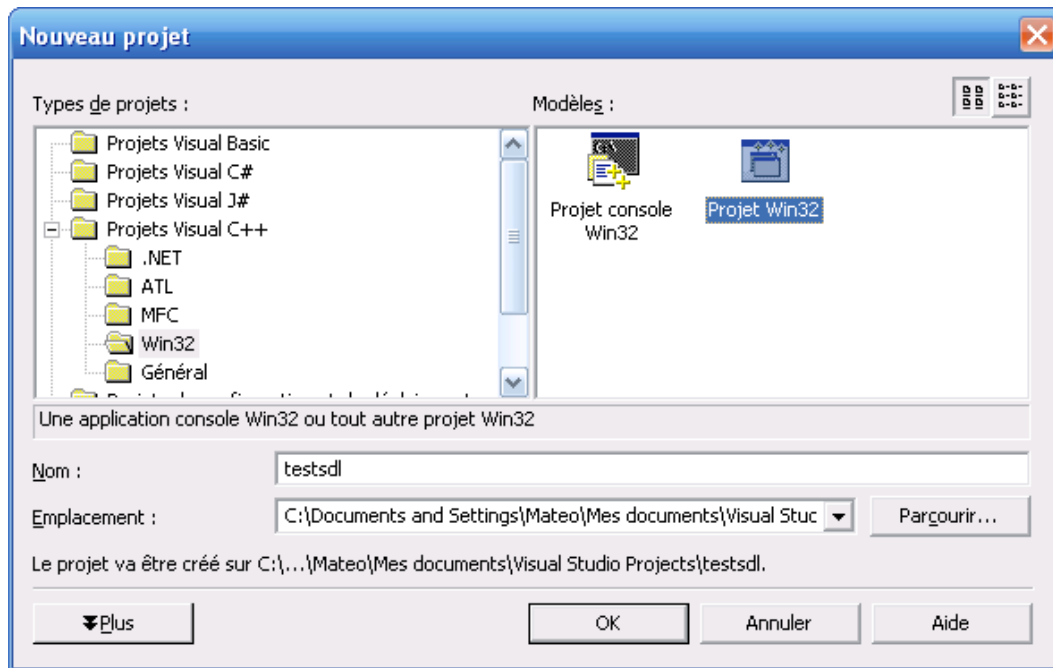 Nouveau projet
Types de projets :
Modèles :
Projets Visual Basic
Projets Visual C#
Projets Visual J#
Projets Visual C++
.NET
ATL
MFC
Win32
Général
Projet console
Win32
Projet Win32
Une application console Win32 ou tout autre projet Win32
Nom :
testsdl
Emplacement :
C:\Documents and Settings\Mateo\Mes documents\Visual Stuc
Parcourir...
Le projet va être créé sur C:\...\Mateo\Mes documents\Visual Studio Projects\testsdl.
Plus
OK
Annuler
Aide